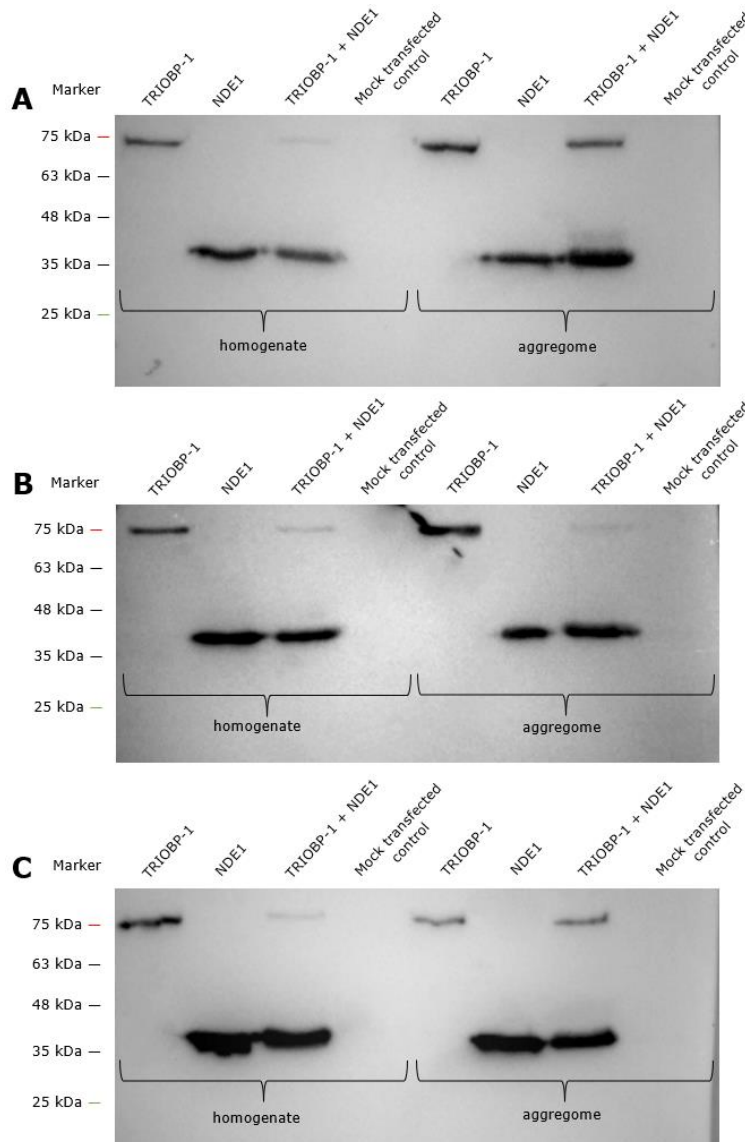 A
Marker
TRIOBP-1
NDE1
TRIOBP-1 + NDE1
Mock transfected
control
TRIOBP-1
NDE1
TRIOBP-1 + NDE1
Mock transfected
control
75 kDa
63 kDa
48 kDa
35 kDa
25 kDa
homogenate
aggregome
B
Marker
TRIOBP-1
NDE1
TRIOBP-1 + NDE1
Mock transfected
control
TRIOBP-1
NDE1
TRIOBP-1 + NDE1
Mock transfected
control
75 kDa
63 kDa
48 kDa
35 kDa
25 kDa
homogenate
aggregome
C
Marker
TRIOBP-1
NDE1
TRIOBP-1 + NDE1
Mock transfected
control
TRIOBP-1
NDE1
TRIOBP-1 + NDE1
Mock transfected
control
75 kDa
63 kDa
48 kDa
35 kDa
25 kDa
homogenate
aggregome